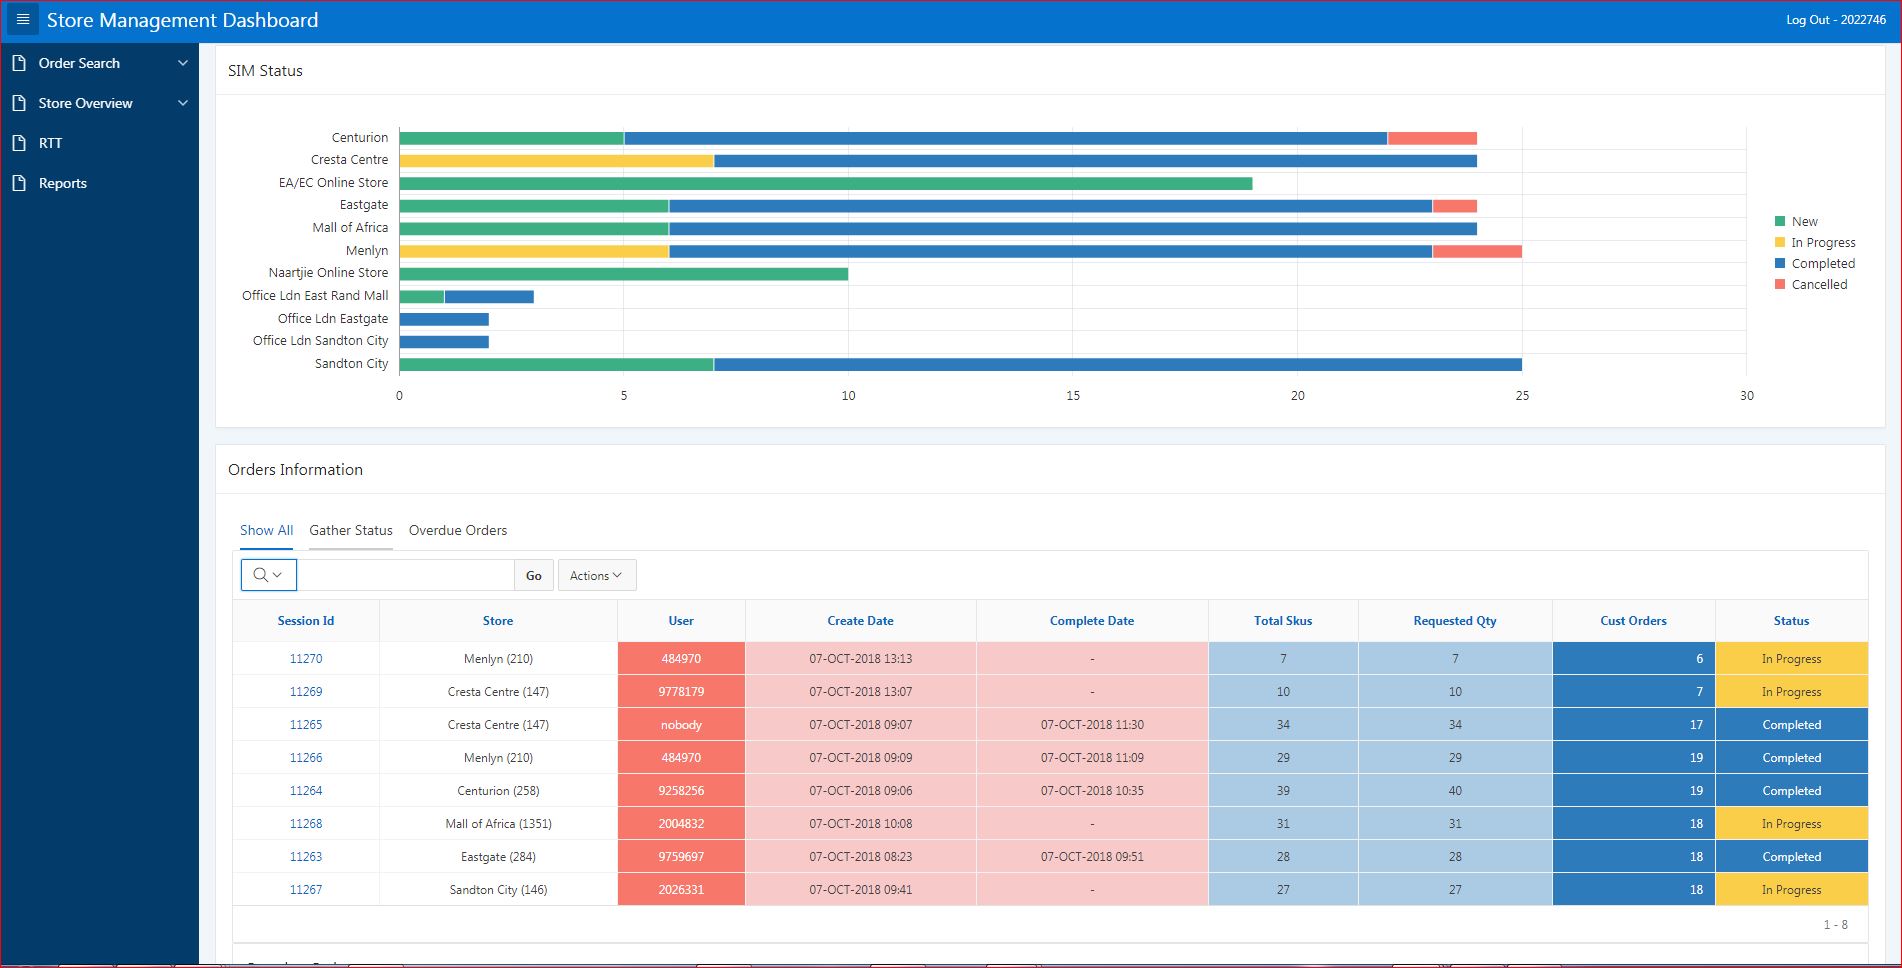 Store Management Dashboard
Log Out - 2022746
Order Search
Store Overview
RTT
Reports
SIM Status
Centurion
Cresta Centre
EA/EC Online Store
Eastgate
Mall of Africa
Menlyn
Naartjie Online Store
Office Ldn East Rand Mall
Office Ldn Eastgate
Office Ldn Sandton City
Sandton City
0 5 10 15 20 25 30
New
In Progress
Completed
Cancelled
Orders Information
Show All Gather Status Overdue Orders
Go Actions
Session Id Store User Create Date Complete Date Total Skus Requested Qty Cust Orders Status
11270 Menlyn (210) 484970 07-OCT-2018 13:13 - 7 7 6 In Progress
11269 Cresta Centre (147) 9778179 07-OCT-2018 13:07 - 10 10 7 In Progress
11265 Cresta Centre (147) nobody 07-OCT-2018 09:07 07-OCT-2018 11:30 34 34 17 Completed
11266 Menlyn (210) 484970 07-OCT-2018 09:09 07-OCT-2018 11:09 29 29 19 Completed
11264 Centurion (258) 9258256 07-OCT-2018 09:06 07-OCT-2018 10:35 39 40 19 Completed
11268 Mall of Africa (1351) 2004832 07-OCT-2018 10:08 - 31 31 18 In Progress
11263 Eastgate (284) 9759697 07-OCT-2018 08:23 07-OCT-2018 09:51 28 28 18 Completed
11267 Sandton City (146) 2026331 07-OCT-2018 09:41 - 27 27 18 In Progress
1 - 8